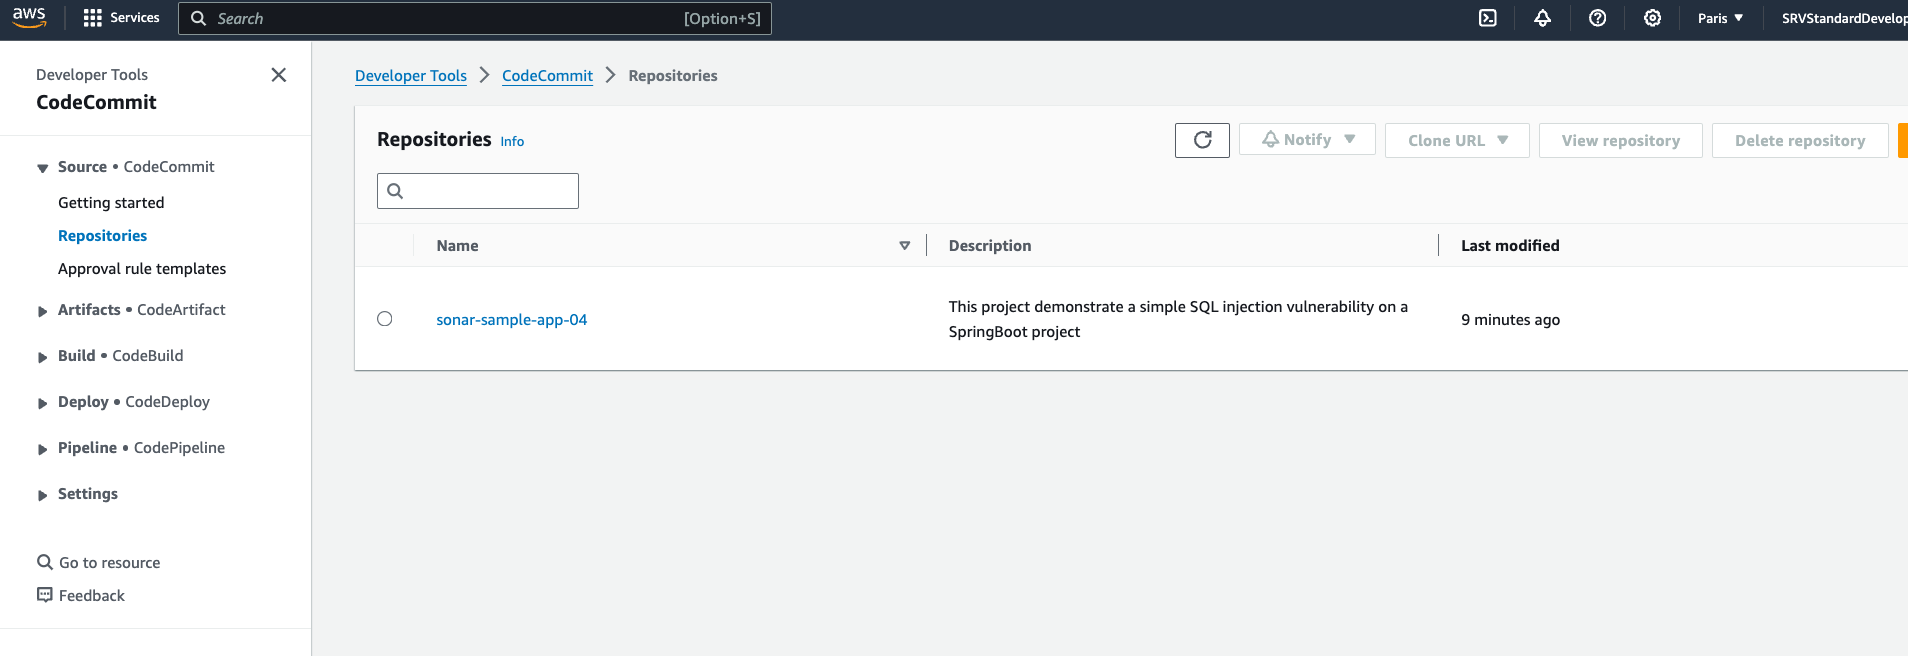 aws
Services
Search
[Option+S]
Paris
SRVStandardDevelop
Developer Tools
CodeCommit
Source • CodeCommit
Getting started
Repositories
Approval rule templates
Artifacts • CodeArtifact
Build • CodeBuild
Deploy • CodeDeploy
Pipeline • CodePipeline
Settings
Go to resource
Feedback
Developer Tools > CodeCommit > Repositories
Repositories Info
Notify
Clone URL
View repository
Delete repository
Name
Description
Last modified
sonar-sample-app-04
This project demonstrate a simple SQL injection vulnerability on a
SpringBoot project
9 minutes ago